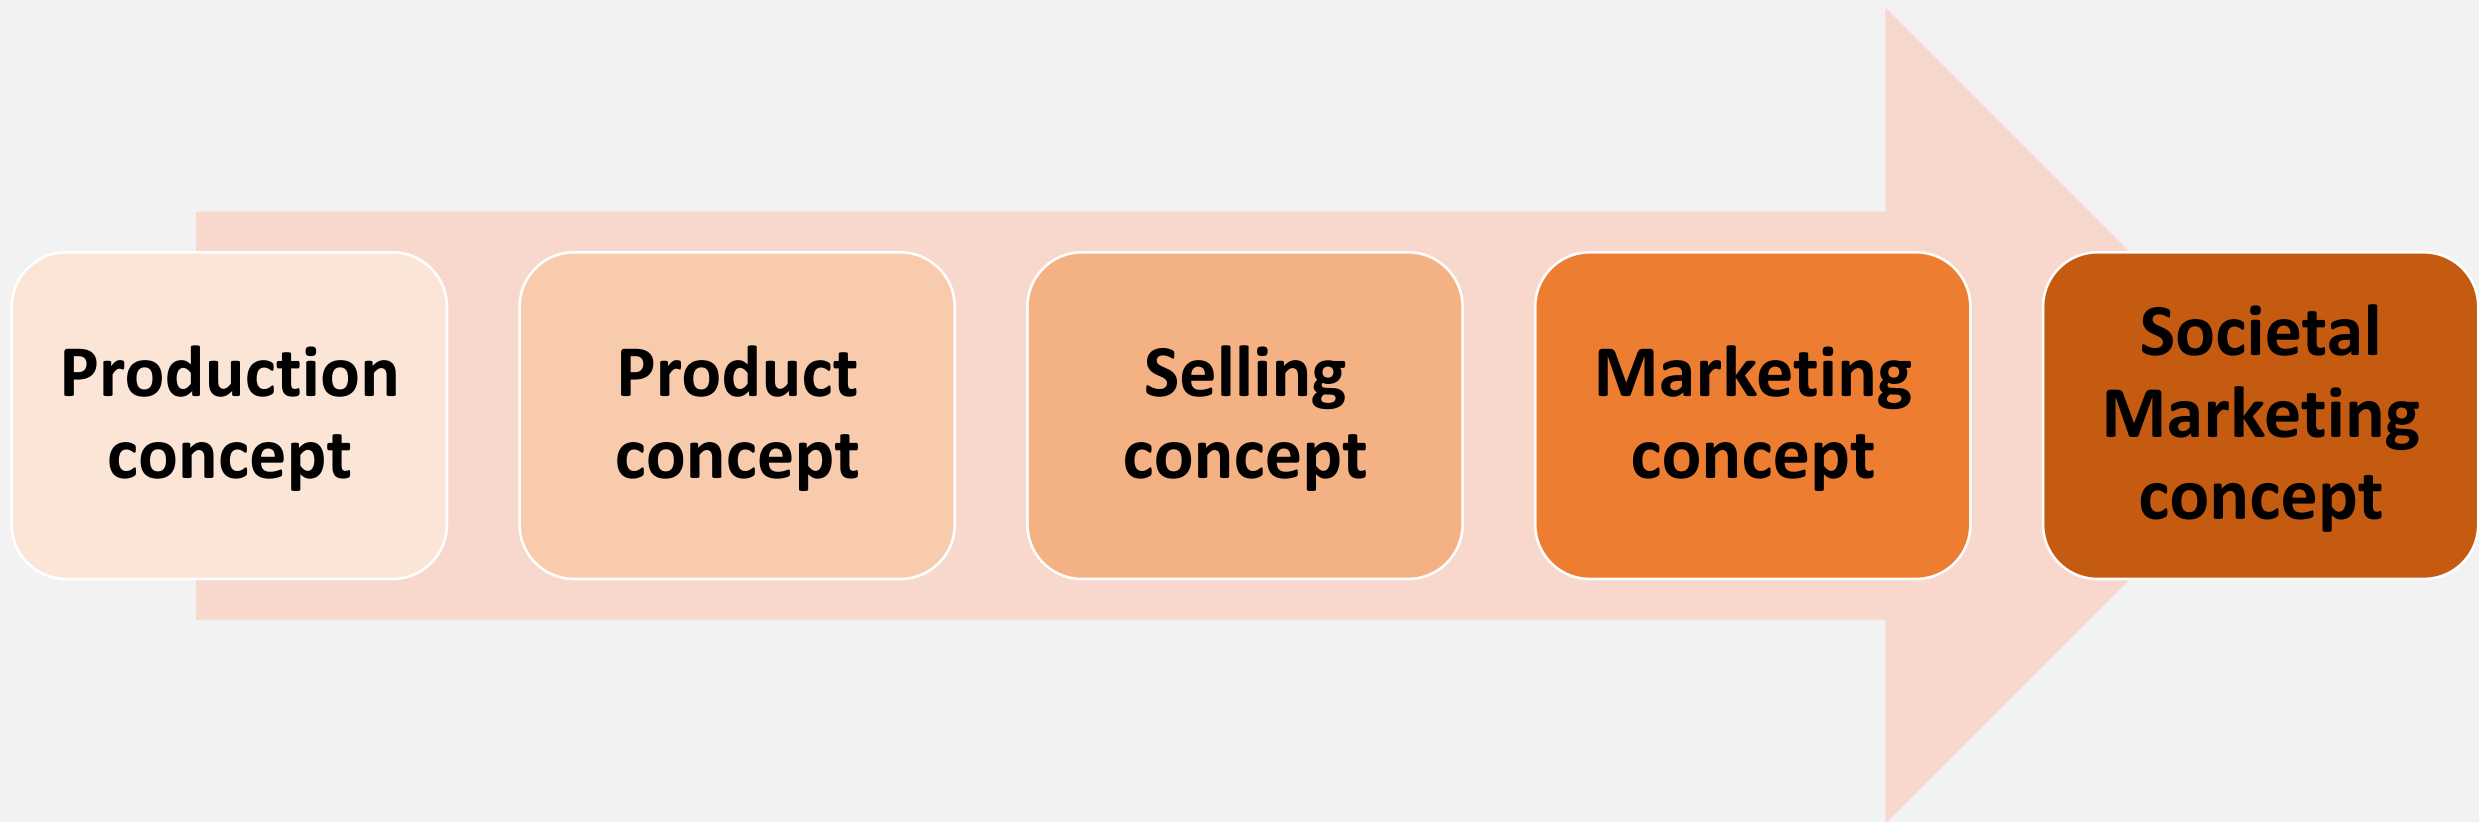 Production
concept
Product
concept
Selling
concept
Marketing
concept
Societal
Marketing
concept